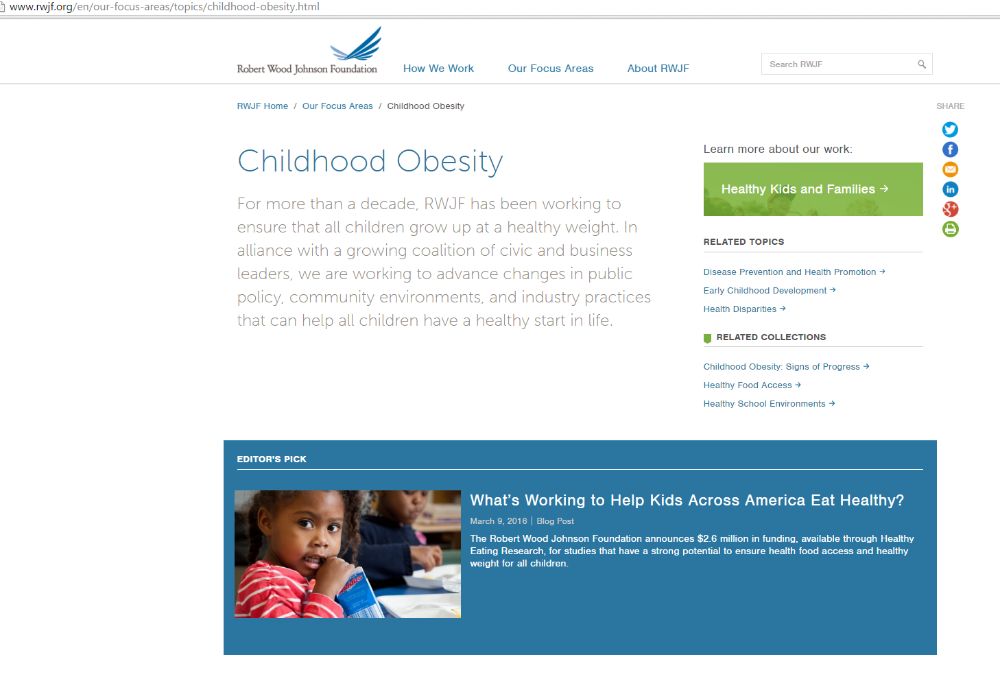 www.rwjf.org/en/our-focus-areas/topics/childhood-obesity.html
Robert Wood Johnson Foundation
How We Work
Our Focus Areas
About RWJF
Search RWJF
RWJF Home / Our Focus Areas / Childhood Obesity
SHARE
Childhood Obesity
For more than a decade, RWJF has been working to
ensure that all children grow up at a healthy weight. In
alliance with a growing coalition of civic and business
leaders, we are working to advance changes in public
policy, community environments, and industry practices
that can help all children have a healthy start in life.
Learn more about our work:
Healthy Kids and Families →
f
in
g+
RELATED TOPICS
Disease Prevention and Health Promotion →
Early Childhood Development →
Health Disparities →
RELATED COLLECTIONS
Childhood Obesity: Signs of Progress →
Healthy Food Access →
Healthy School Environments →
EDITOR'S PICK
What's Working to Help Kids Across America Eat Healthy?
March 9, 2016 | Blog Post
The Robert Wood Johnson Foundation announces $2.6 million in funding, available through Healthy
Eating Research, for studies that have a strong potential to ensure health food access and healthy
weight for all children.